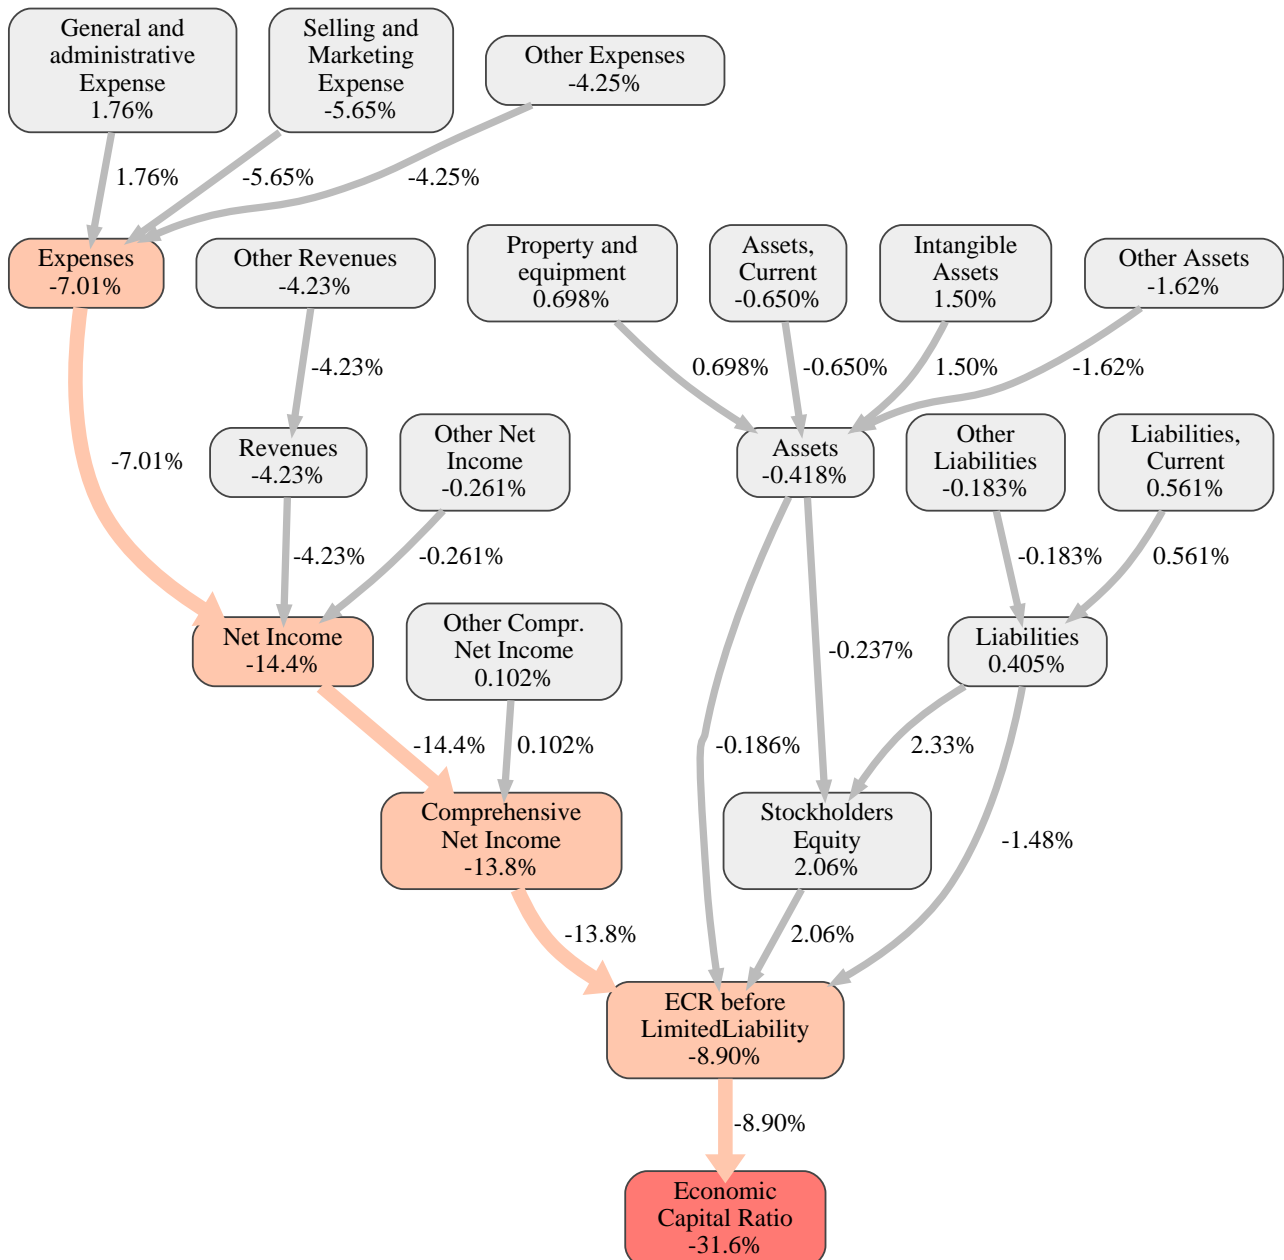 General and
administrative
Expense
1.76%
Selling and
Marketing
Expense
-5.65%
Other Expenses
-4.25%
1.76%
-5.65%
-4.25%
Expenses
-7.01%
Other Revenues
-4.23%
Property and
equipment
0.698%
Assets,
Current
-0.650%
Intangible
Assets
1.50%
Other Assets
-1.62%
-4.23%
0.698%
-0.650%
1.50%
-1.62%
-7.01%
Revenues
-4.23%
Other Net
Income
-0.261%
Assets
-0.418%
Other
Liabilities
-0.183%
Liabilities,
Current
0.561%
-4.23%
-0.261%
-0.183%
0.561%
Net Income
-14.4%
Other Compr.
Net Income
0.102%
-0.237%
Liabilities
0.405%
-14.4%
0.102%
-0.186%
2.33%
Comprehensive
Net Income
-13.8%
Stockholders
Equity
2.06%
-1.48%
-13.8%
2.06%
ECR before
LimitedLiability
-8.90%
-8.90%
Economic
Capital Ratio
-31.6%